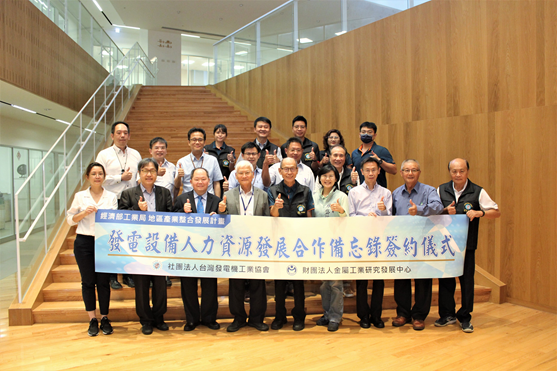 經濟部工業局 地區產業發展計畫
發電設備人力資源發展合作備忘錄簽約儀式
社團法人台灣發電機工業協會 財團法人金屬工業研究發展中心